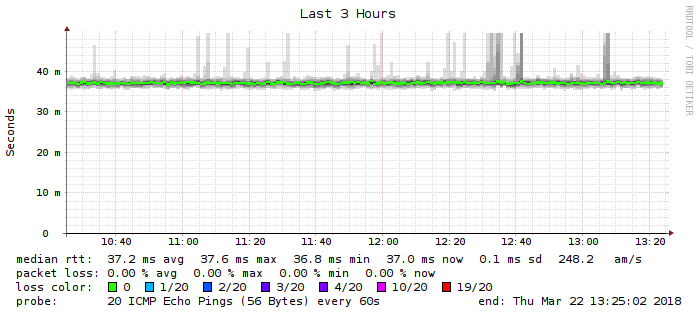 Last 3 Hours
RRDTOOL / TOBI OETIKER
Seconds
40 m
30 m
20 m
10 m
0
10:40 11:00 11:20 11:40 12:00 12:20 12:40 13:00 13:20
median rtt: 37.2 ms avg 37.6 ms max 36.8 ms min 37.0 ms now 0.1 ms sd 248.2 am/s
packet loss: 0.00 % avg 0.00 % max 0.00 % min 0.00 % now
loss color: 0 1/20 2/20 3/20 4/20 10/20 19/20
probe: 20 ICMP Echo Pings (56 Bytes) every 60s end: Thu Mar 22 13:25:02 2018